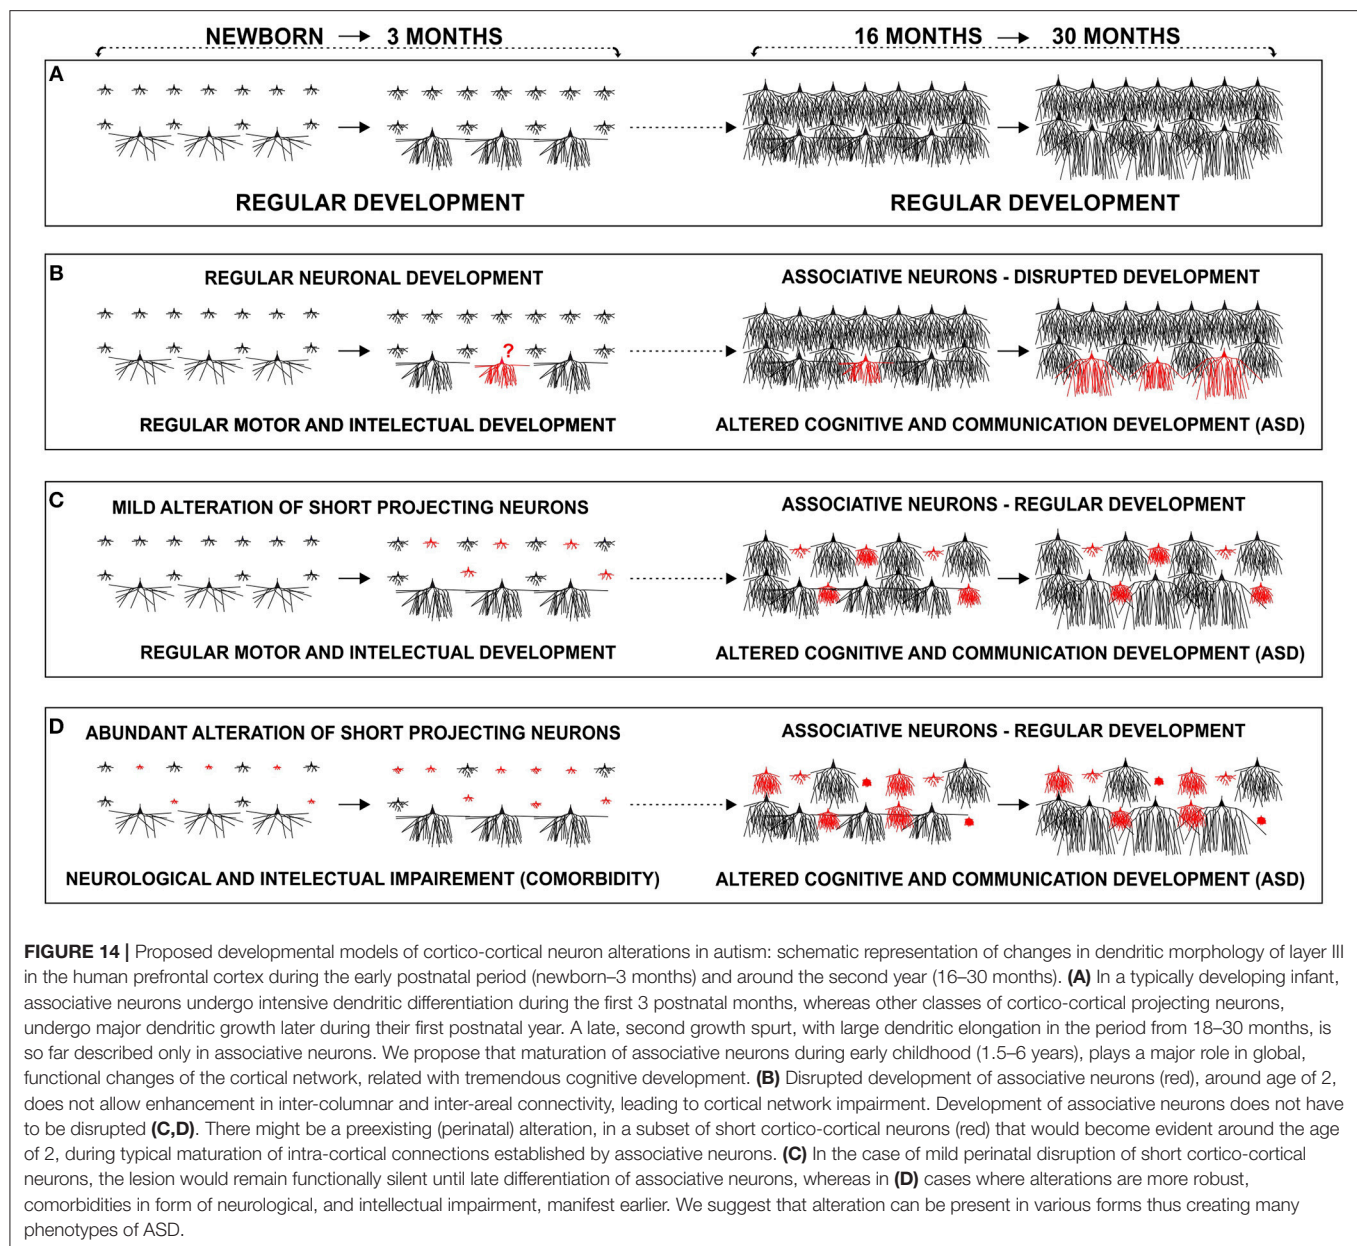 NEWBORN → 3 MONTHS
16 MONTHS → 30 MONTHS
A
REGULAR DEVELOPMENT
REGULAR DEVELOPMENT
B
REGULAR NEURONAL DEVELOPMENT
ASSOCIATIVE NEURONS - DISRUPTED DEVELOPMENT
?
REGULAR MOTOR AND INTELECTUAL DEVELOPMENT
ALTERED COGNITIVE AND COMMUNICATION DEVELOPMENT (ASD)
C
MILD ALTERATION OF SHORT PROJECTING NEURONS
ASSOCIATIVE NEURONS - REGULAR DEVELOPMENT
REGULAR MOTOR AND INTELECTUAL DEVELOPMENT
ALTERED COGNITIVE AND COMMUNICATION DEVELOPMENT (ASD)
D
ABUNDANT ALTERATION OF SHORT PROJECTING NEURONS
ASSOCIATIVE NEURONS - REGULAR DEVELOPMENT
NEUROLOGICAL AND INTELECTUAL IMPAIREMENT (COMORBIDITY)
ALTERED COGNITIVE AND COMMUNICATION DEVELOPMENT (ASD)
FIGURE 14 | Proposed developmental models of cortico-cortical neuron alterations in autism: schematic representation of changes in dendritic morphology of layer III
in the human prefrontal cortex during the early postnatal period (newborn–3 months) and around the second year (16–30 months). (A) In a typically developing infant,
associative neurons undergo intensive dendritic differentiation during the first 3 postnatal months, whereas other classes of cortico-cortical projecting neurons,
undergo major dendritic growth later during their first postnatal year. A late, second growth spurt, with large dendritic elongation in the period from 18–30 months, is
so far described only in associative neurons. We propose that maturation of associative neurons during early childhood (1.5–6 years), plays a major role in global,
functional changes of the cortical network, related with tremendous cognitive development. (B) Disrupted development of associative neurons (red), around age of 2,
does not allow enhancement in inter-columnar and inter-areal connectivity, leading to cortical network impairment. Development of associative neurons does not have
to be disrupted (C,D). There might be a preexisting (perinatal) alteration, in a subset of short cortico-cortical neurons (red) that would become evident around the age
of 2, during typical maturation of intra-cortical connections established by associative neurons. (C) In the case of mild perinatal disruption of short cortico-cortical
neurons, the lesion would remain functionally silent until late differentiation of associative neurons, whereas in (D) cases where alterations are more robust,
comorbidities in form of neurological, and intellectual impairment, manifest earlier. We suggest that alteration can be present in various forms thus creating many
phenotypes of ASD.